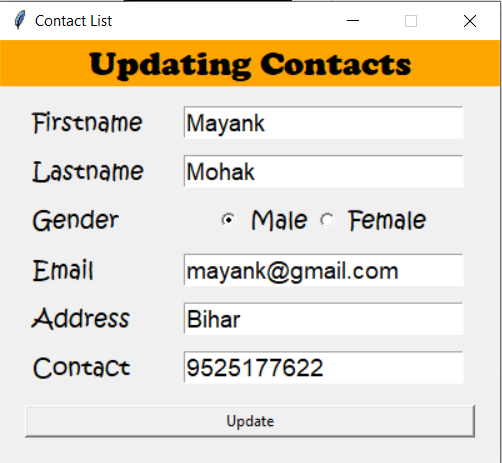 Contact List
Updating Contacts
Firstname Mayank
Lastname Mohak
Gender Male Female
Email mayank@gmail.com
Address Bihar
Contact 9525177622
Update